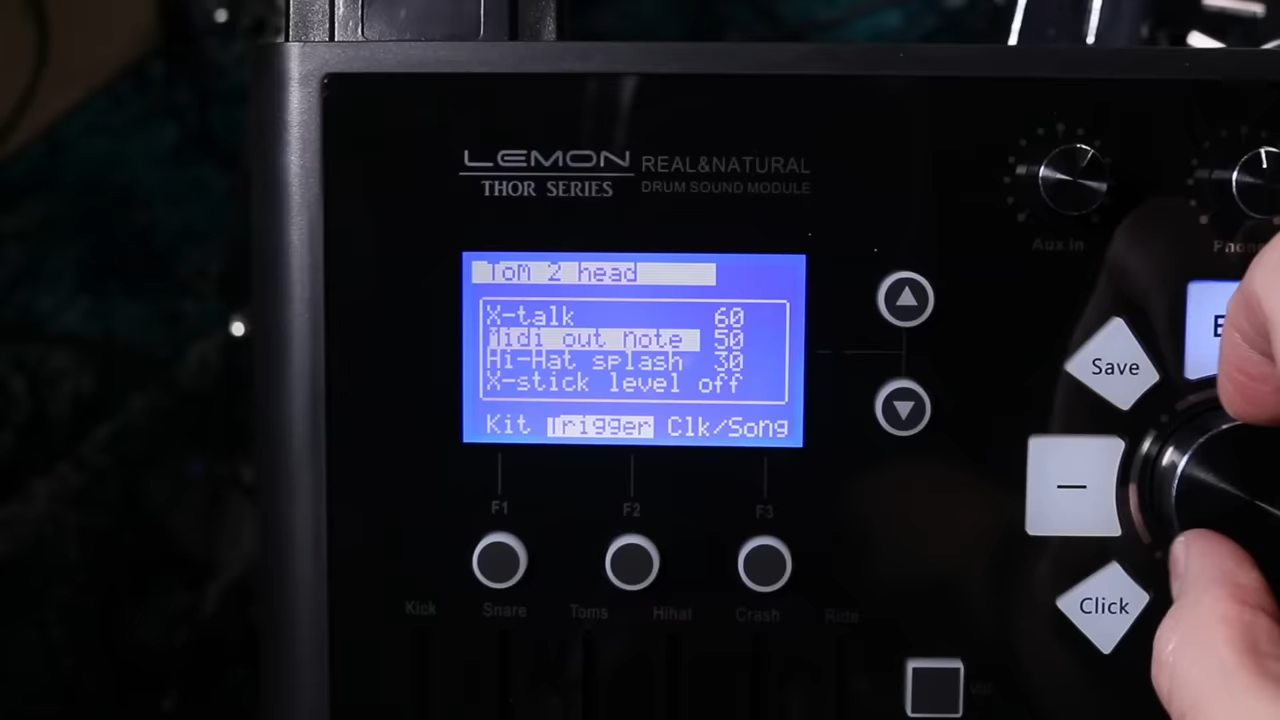 LEMON REAL&NATURAL
THOR SERIES DRUM SOUND MODULE
Aux In
ToM 2 head
X-talk 60
Midi out note 50
Hi-Hat splash 30
X-stick level off
Kit Trigger Clk/Song
Save
—
F1 F2 F3
Click
Kick Snare Toms Hihat Crash Ride